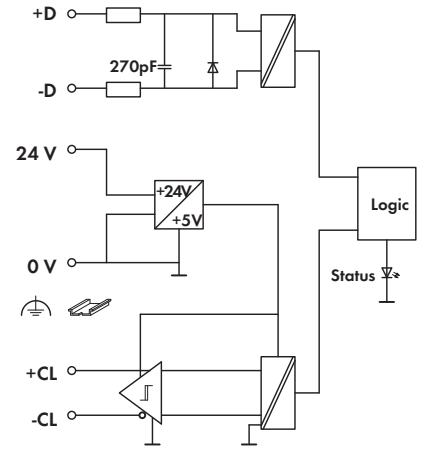 +D
270pF
-D
24 V
+24V
+5V
Logic
0 V
Status
+CL
-CL